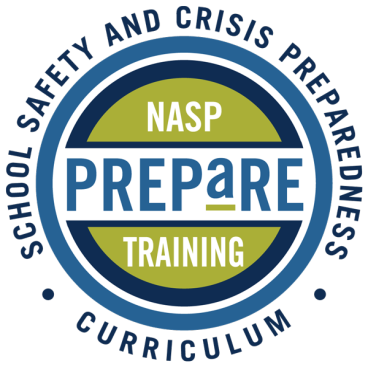 SCHOOL SAFETY AND CRISIS PREPAREDNESS
NASP
PREPaRE
TRAINING
• CURRICULUM •